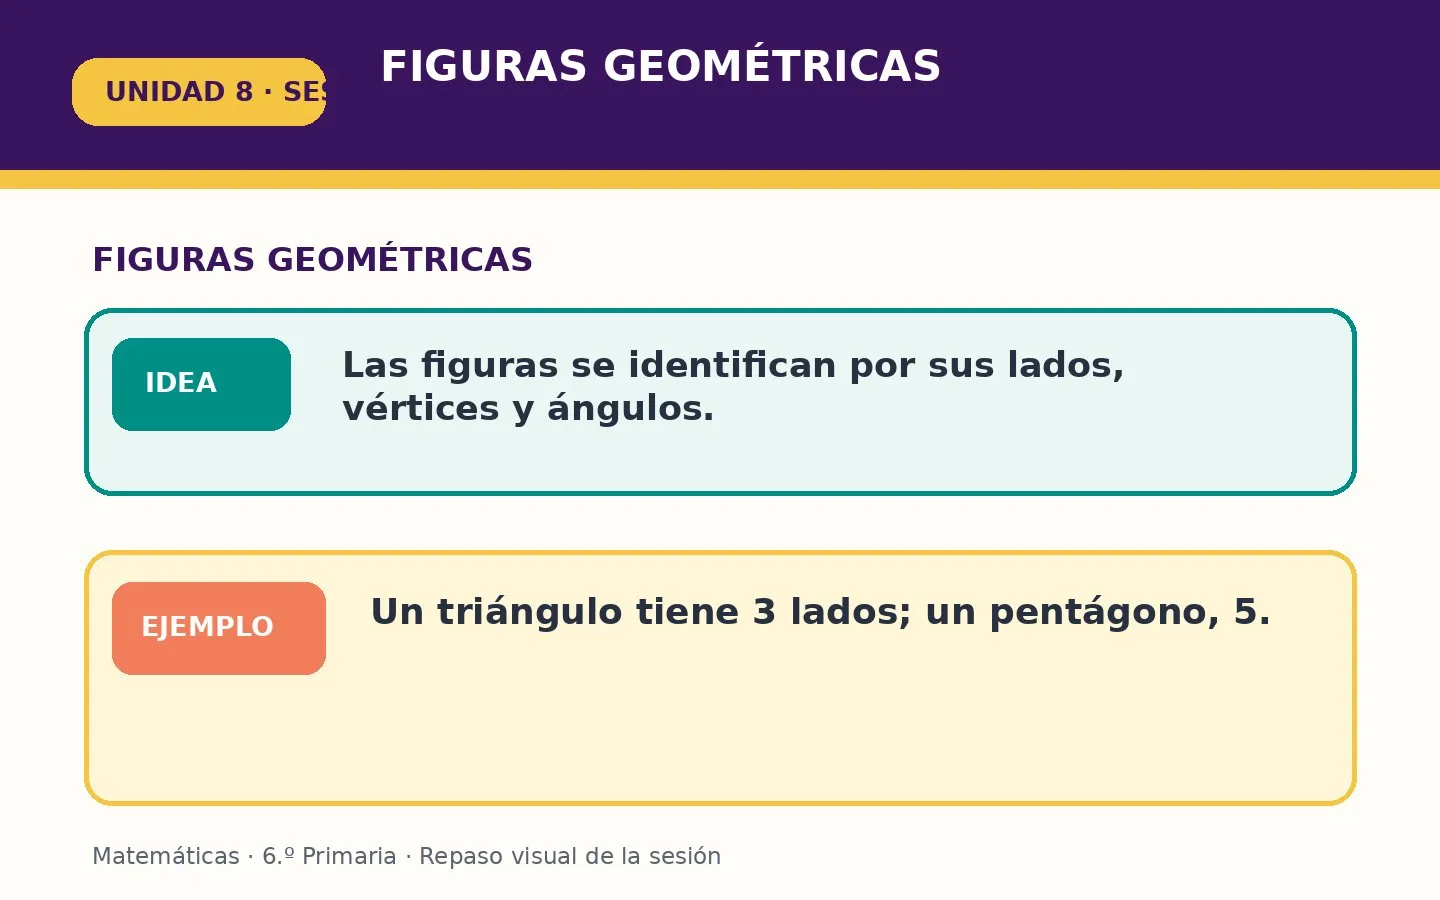 UNIDAD 8 · SES
FIGURAS GEOMÉTRICAS
FIGURAS GEOMÉTRICAS
IDEA
Las figuras se identifican por sus lados,
vértices y ángulos.
EJEMPLO
Un triángulo tiene 3 lados; un pentágono, 5.
Matemáticas · 6.º Primaria · Repaso visual de la sesión